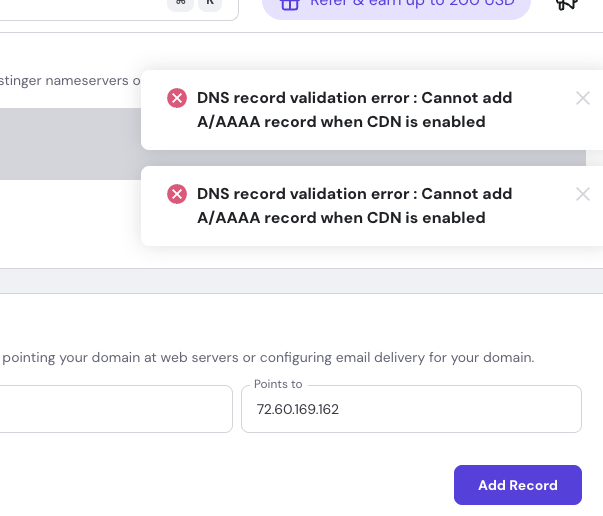 ⌘ K
Refer & earn up to 200 USD
stinger nameservers o
DNS record validation error : Cannot add
A/AAAA record when CDN is enabled
DNS record validation error : Cannot add
A/AAAA record when CDN is enabled
pointing your domain at web servers or configuring email delivery for your domain.
Points to
72.60.169.162
Add Record